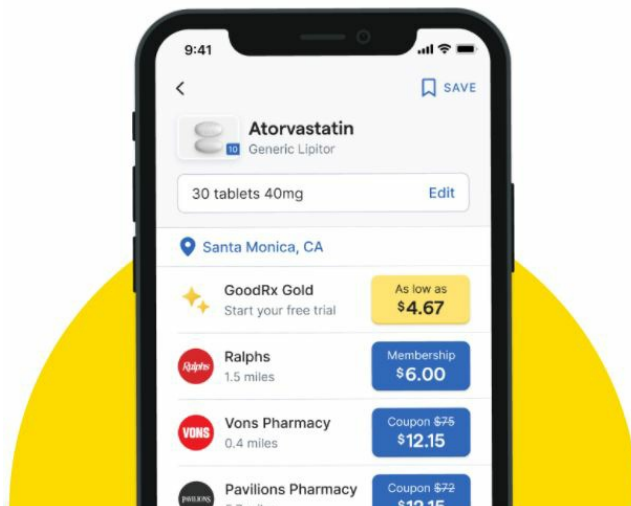 9:41
SAVE
Atorvastatin
10
Generic Lipitor
30 tablets 40mg
Edit
Santa Monica, CA
GoodRx Gold
Start your free trial
As low as
$4.67
Ralphs
Ralphs
1.5 miles
Membership
$6.00
VONS
Vons Pharmacy
0.4 miles
Coupon $75
$12.15
PAVILIONS
Pavilions Pharmacy
Coupon $72
$12.15